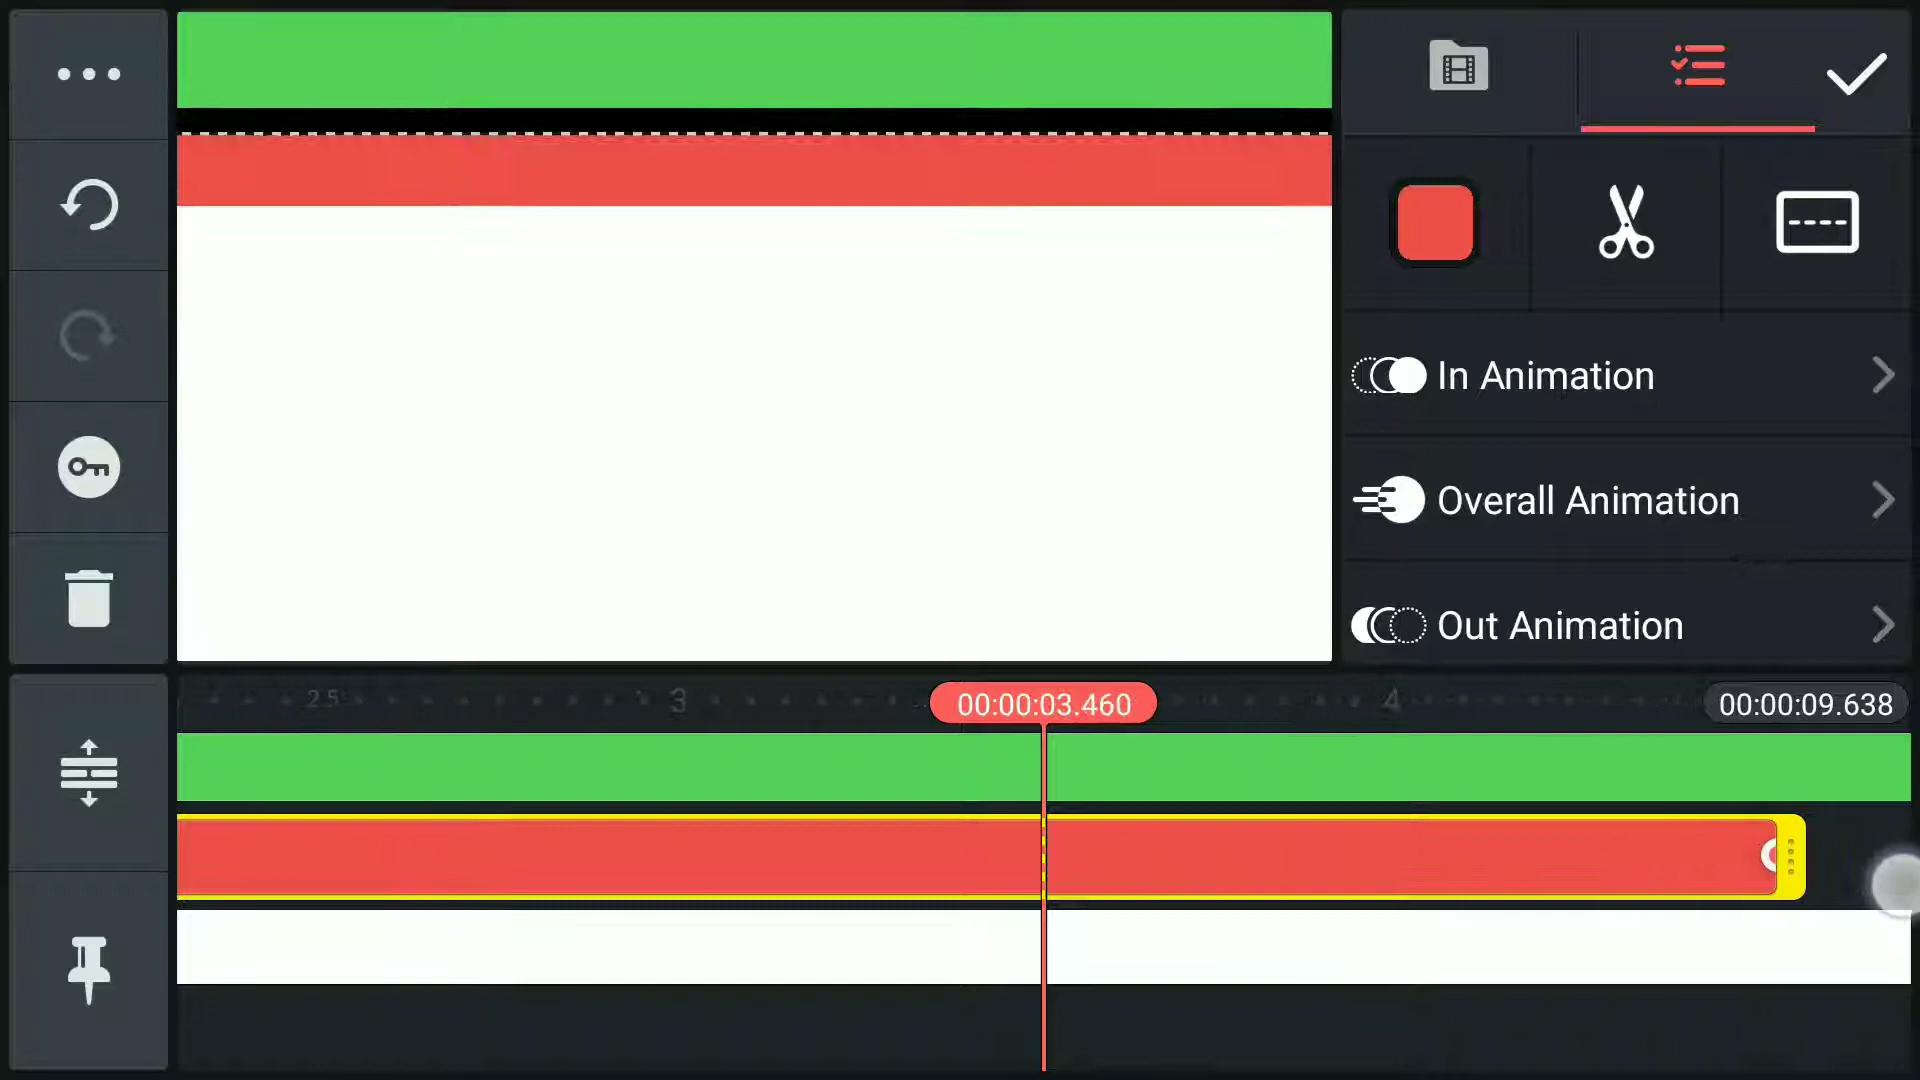 In Animation
Overall Animation
Out Animation
2.5
3
00:00:03.460
4
00:00:09.638